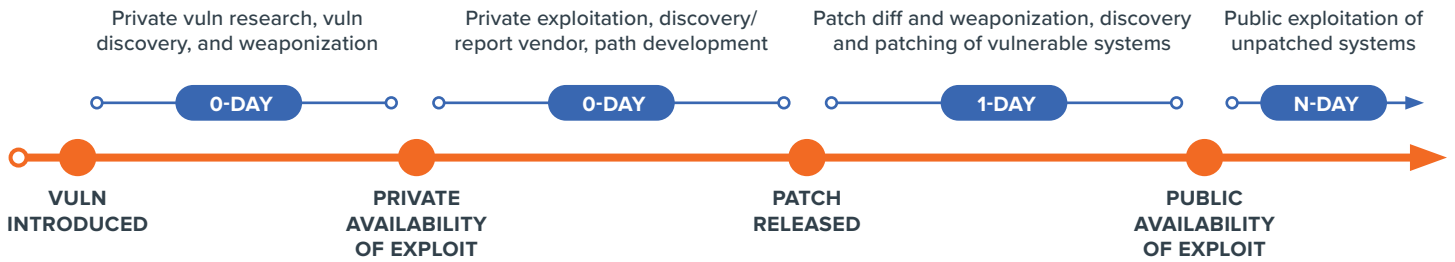 Private vuln research, vuln
discovery, and weaponization
Private exploitation, discovery/
report vendor, path development
Patch diff and weaponization, discovery
and patching of vulnerable systems
Public exploitation of
unpatched systems
0-DAY
0-DAY
1-DAY
N-DAY
VULN
INTRODUCED
PRIVATE
AVAILABILITY
OF EXPLOIT
PATCH
RELEASED
PUBLIC
AVAILABILITY
OF EXPLOIT